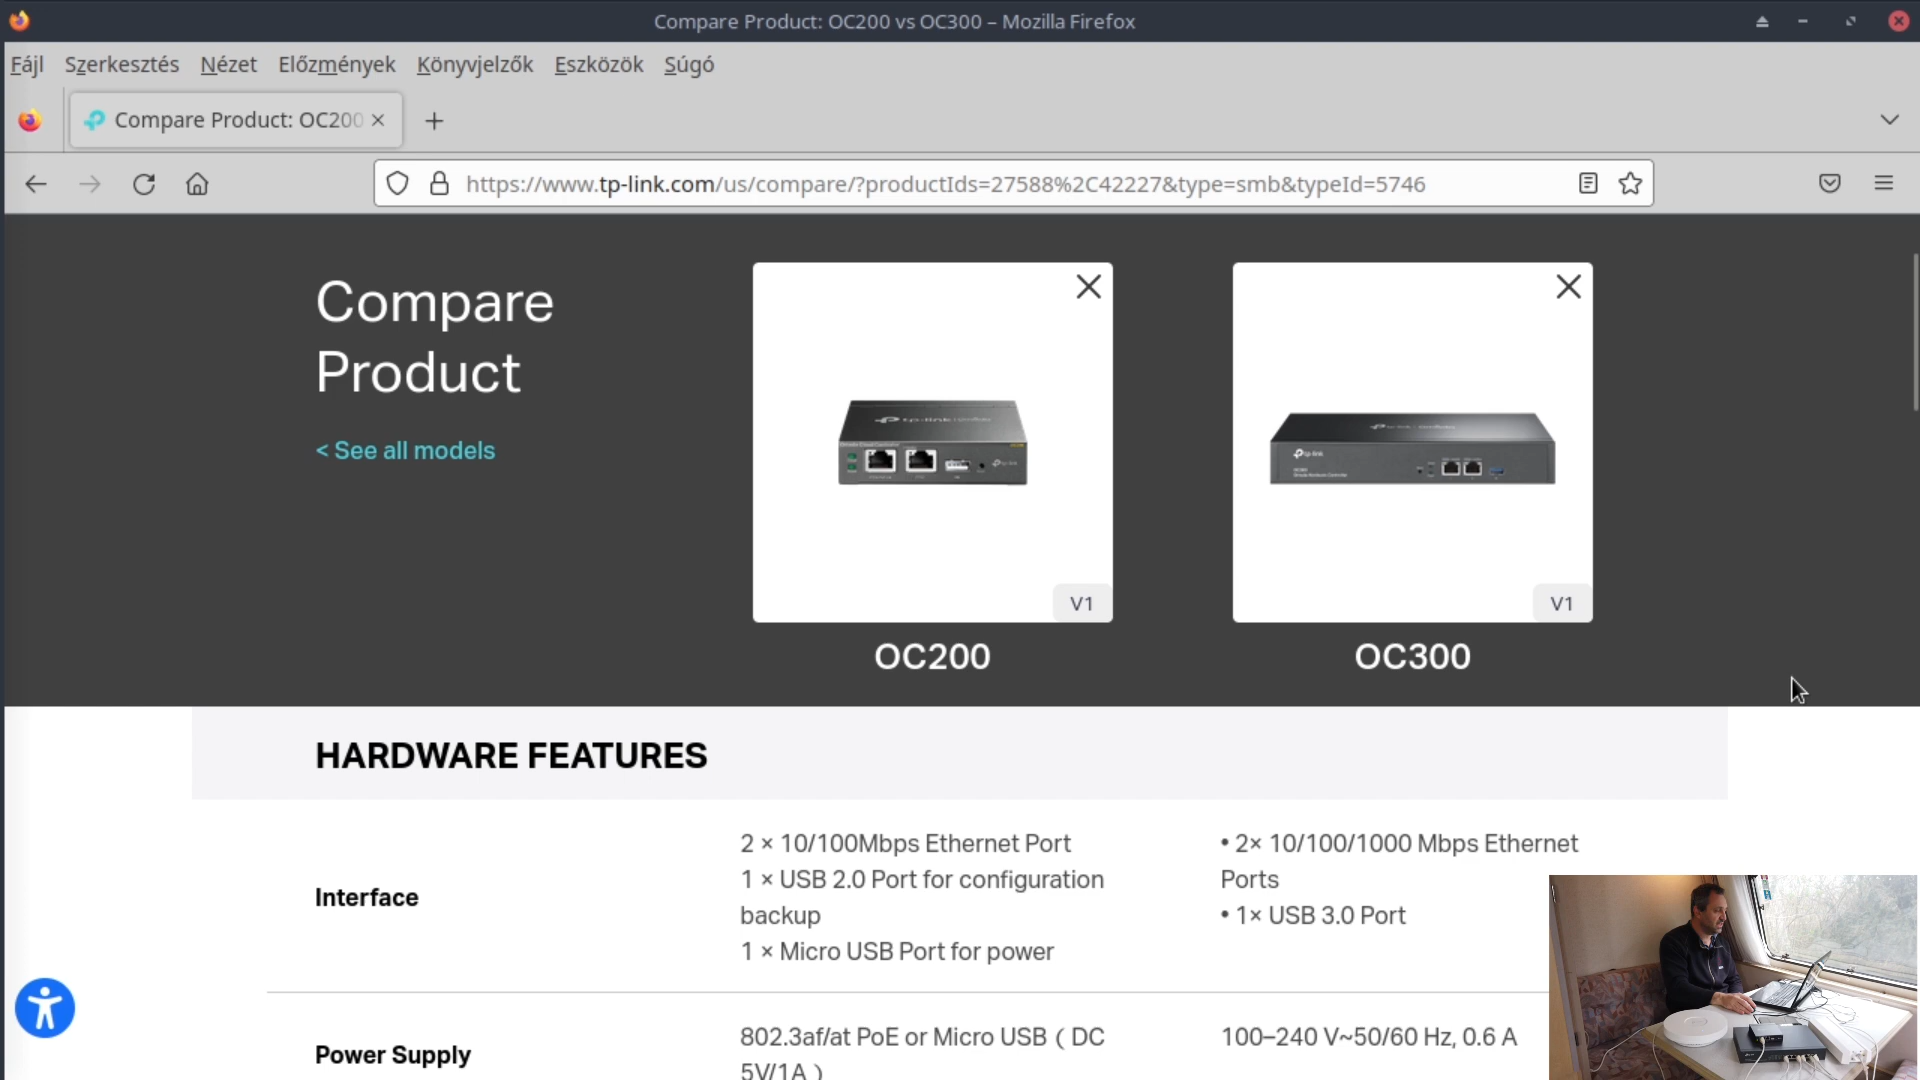 Compare Product: OC200 vs OC300 – Mozilla Firefox
Fájl Szerkesztés Nézet Előzmények Könyvjelzők Eszközök Súgó
Compare Product: OC200
https://www.tp-link.com/us/compare/?productIds=27588%2C42227&type=smb&typeId=5746
Compare
Product
< See all models
tp-link
tp-link
V1
V1
OC200
OC300
HARDWARE FEATURES
Interface
2 × 10/100Mbps Ethernet Port
1 × USB 2.0 Port for configuration
backup
1 × Micro USB Port for power
• 2× 10/100/1000 Mbps Ethernet
Ports
• 1× USB 3.0 Port
Power Supply
802.3af/at PoE or Micro USB ( DC
5V/1A )
100–240 V~50/60 Hz, 0.6 A